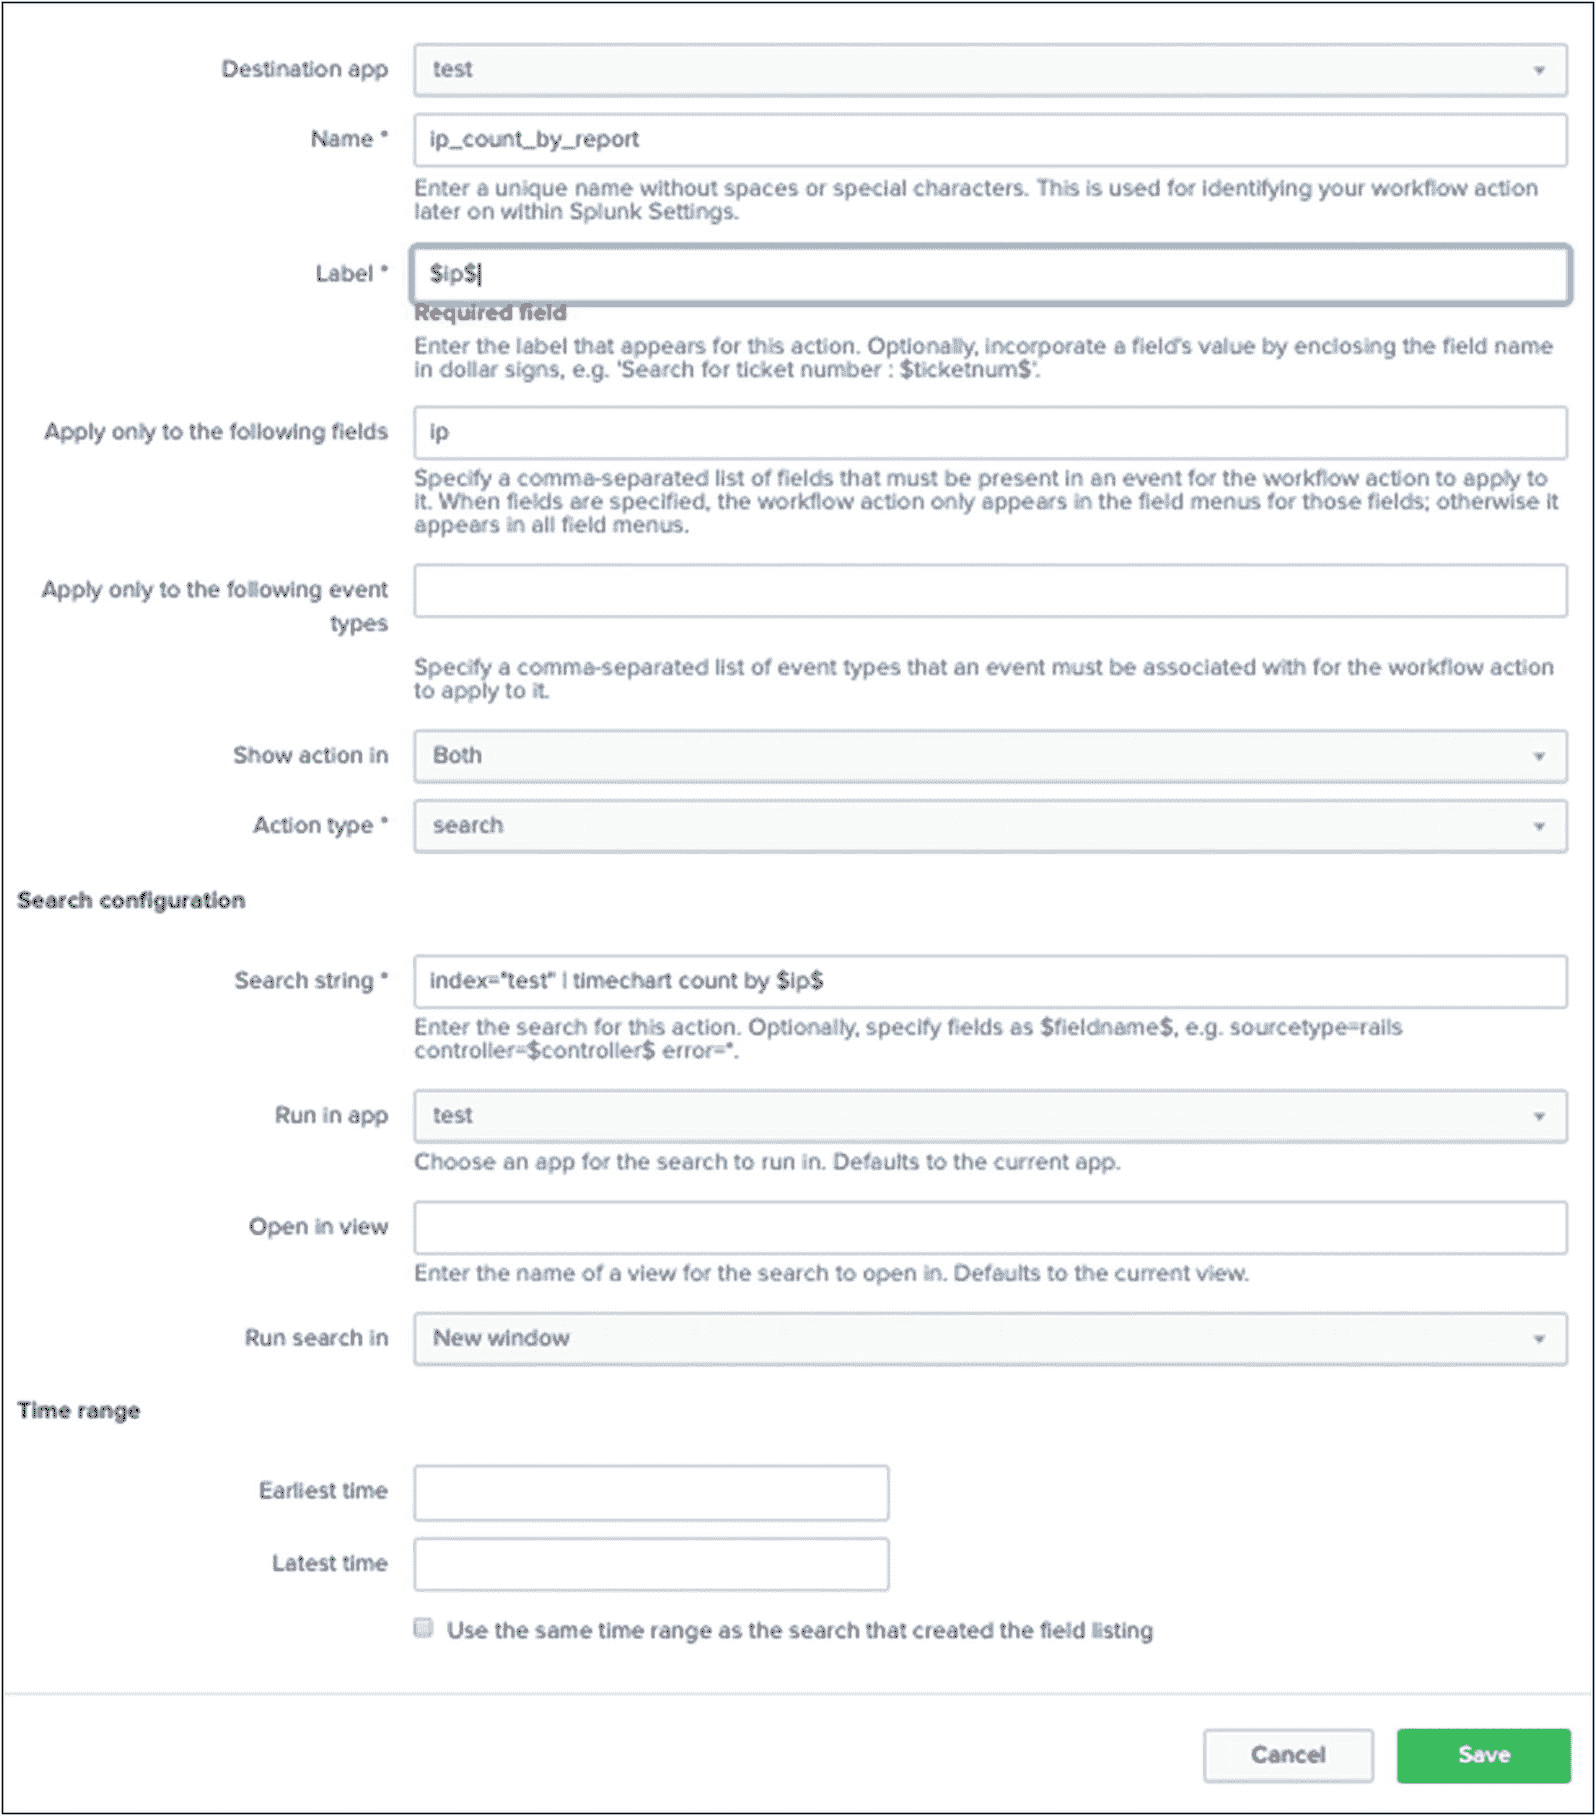 Destination app
test
Name *
ip_count_by_report
Enter a unique name without spaces or special characters. This is used for identifying your workflow action
later on within Splunk Settings.
Label *
$ip$
Required field
Enter the label that appears for this action. Optionally, incorporate a field's value by enclosing the field name
in dollar signs, e.g. 'Search for ticket number : $ticketnum$'.
Apply only to the following fields
ip
Specify a comma-separated list of fields that must be present in an event for the workflow action to apply to
it. When fields are specified, the workflow action only appears in the field menus for those fields; otherwise it
appears in all field menus.
Apply only to the following event
types
Specify a comma-separated list of event types that an event must be associated with for the workflow action
to apply to it.
Show action in
Both
Action type *
search
Search configuration
Search string *
index="test" | timechart count by $ip$
Enter the search for this action. Optionally, specify fields as $fieldname$, e.g. sourcetype=rails
controller=$controller$ error=*.
Run in app
test
Choose an app for the search to run in. Defaults to the current app.
Open in view
Enter the name of a view for the search to open in. Defaults to the current view.
Run search in
New window
Time range
Earliest time
Latest time
Use the same time range as the search that created the field listing
Cancel
Save